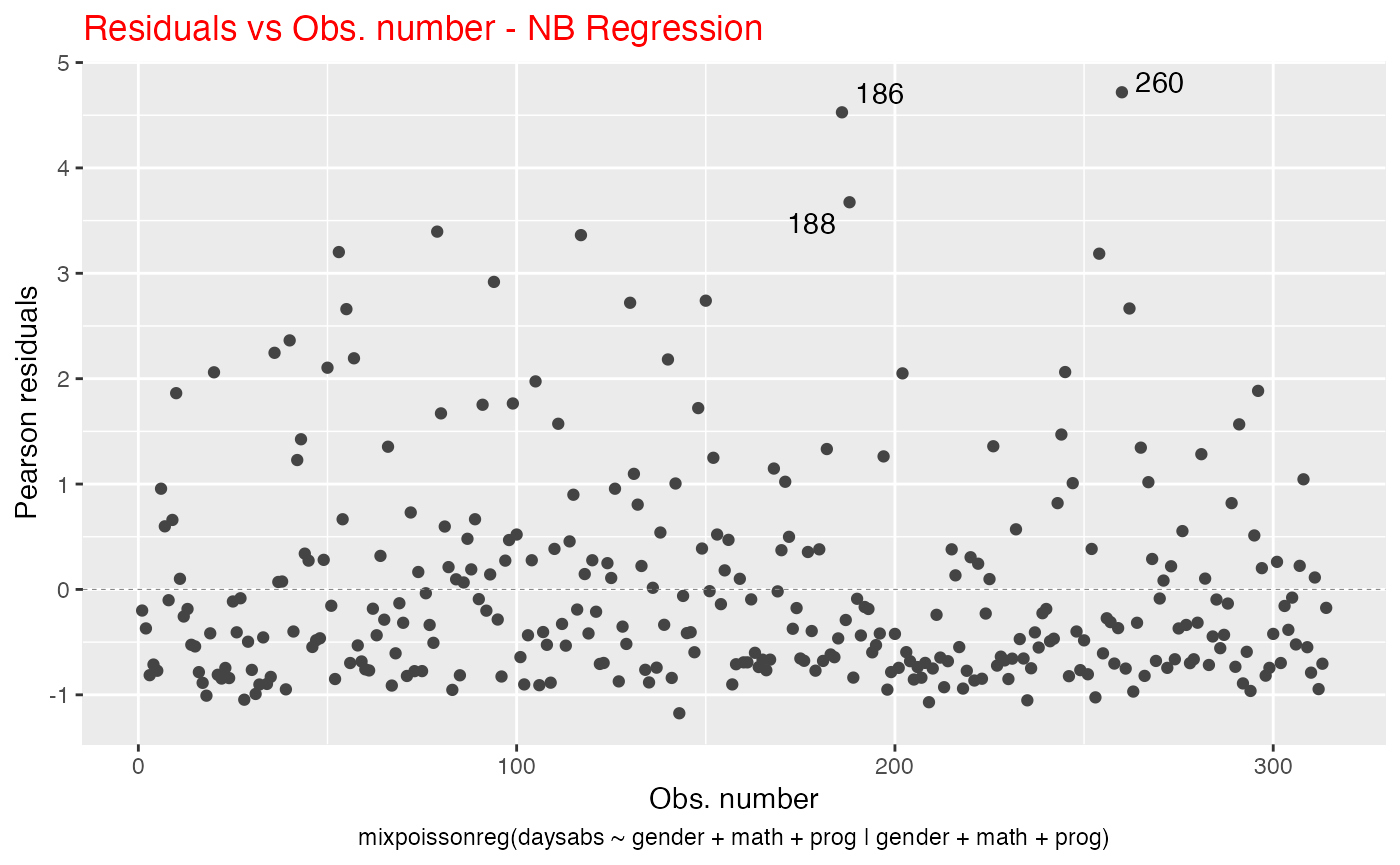 Residuals vs Obs. number - NB Regression
5
4
3
2
1
0
-1
186
260
188
Pearson residuals
0 100 200 300
Obs. number
mixpoissonreg(daysabs ~ gender + math + prog | gender + math + prog)